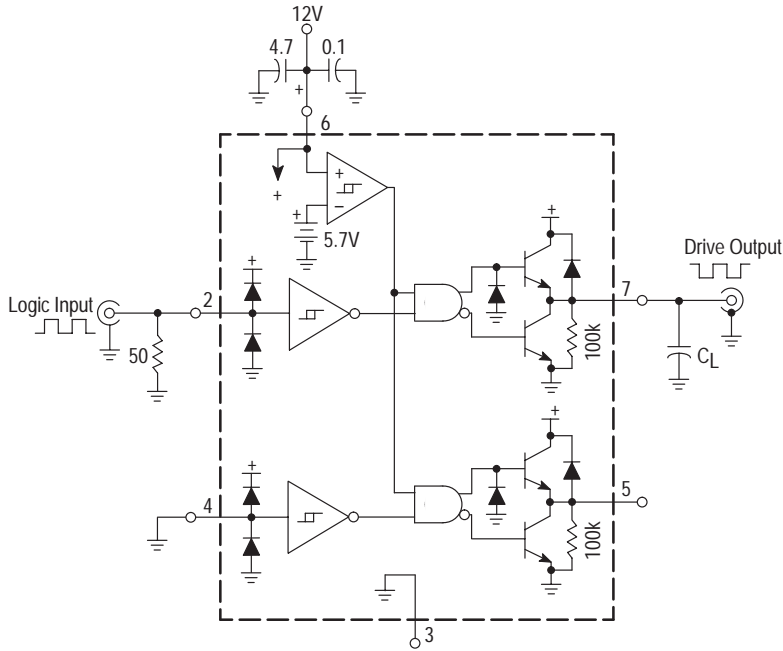 12V
4.7
0.1
+
6
+
+
−
+
5.7V
+
+
Drive Output
Logic Input
2
+
7
50
100k
CL
+
+
4
5
100k
3